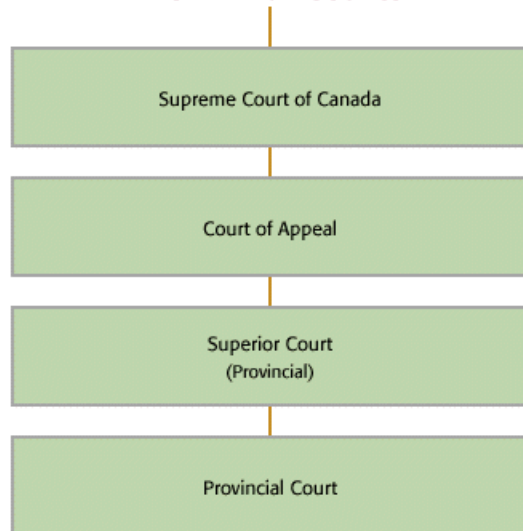 Supreme Court of Canada
Court of Appeal
Superior Court
(Provincial)
Provincial Court